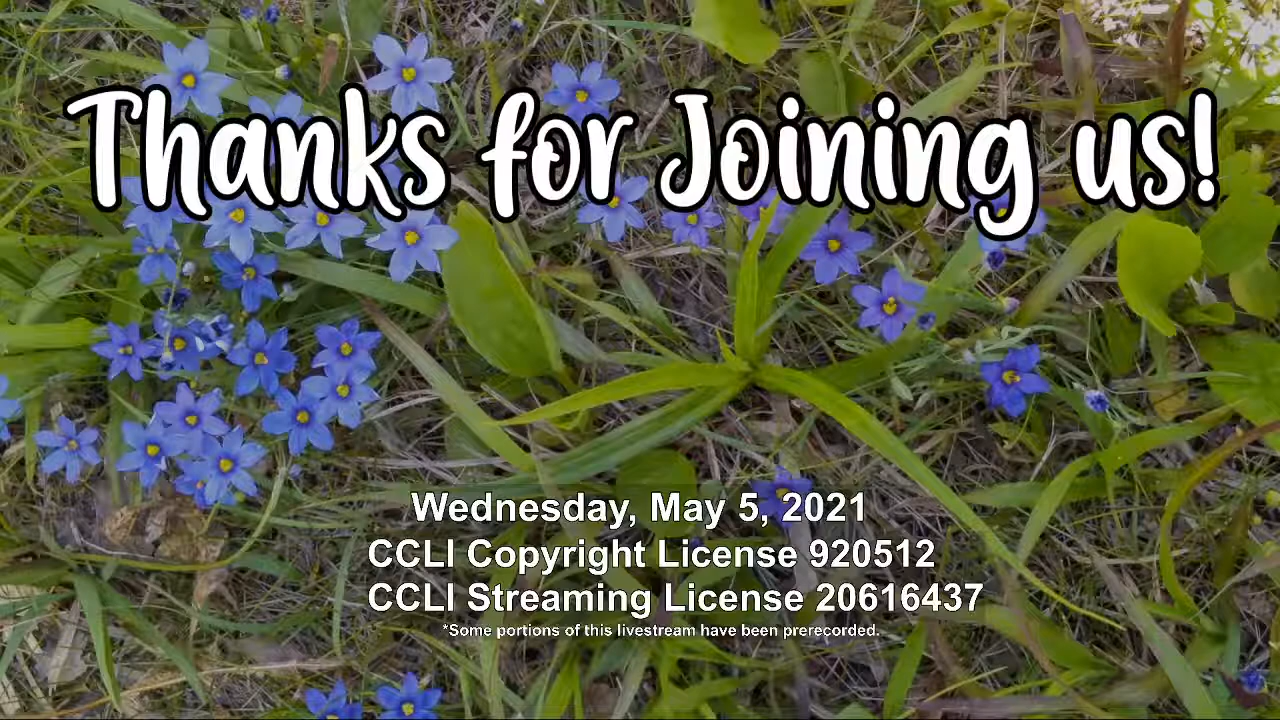 Thanks for Joining us!
Wednesday, May 5, 2021
CCLI Copyright License 920512
CCLI Streaming License 20616437
*Some portions of this livestream have been prerecorded.